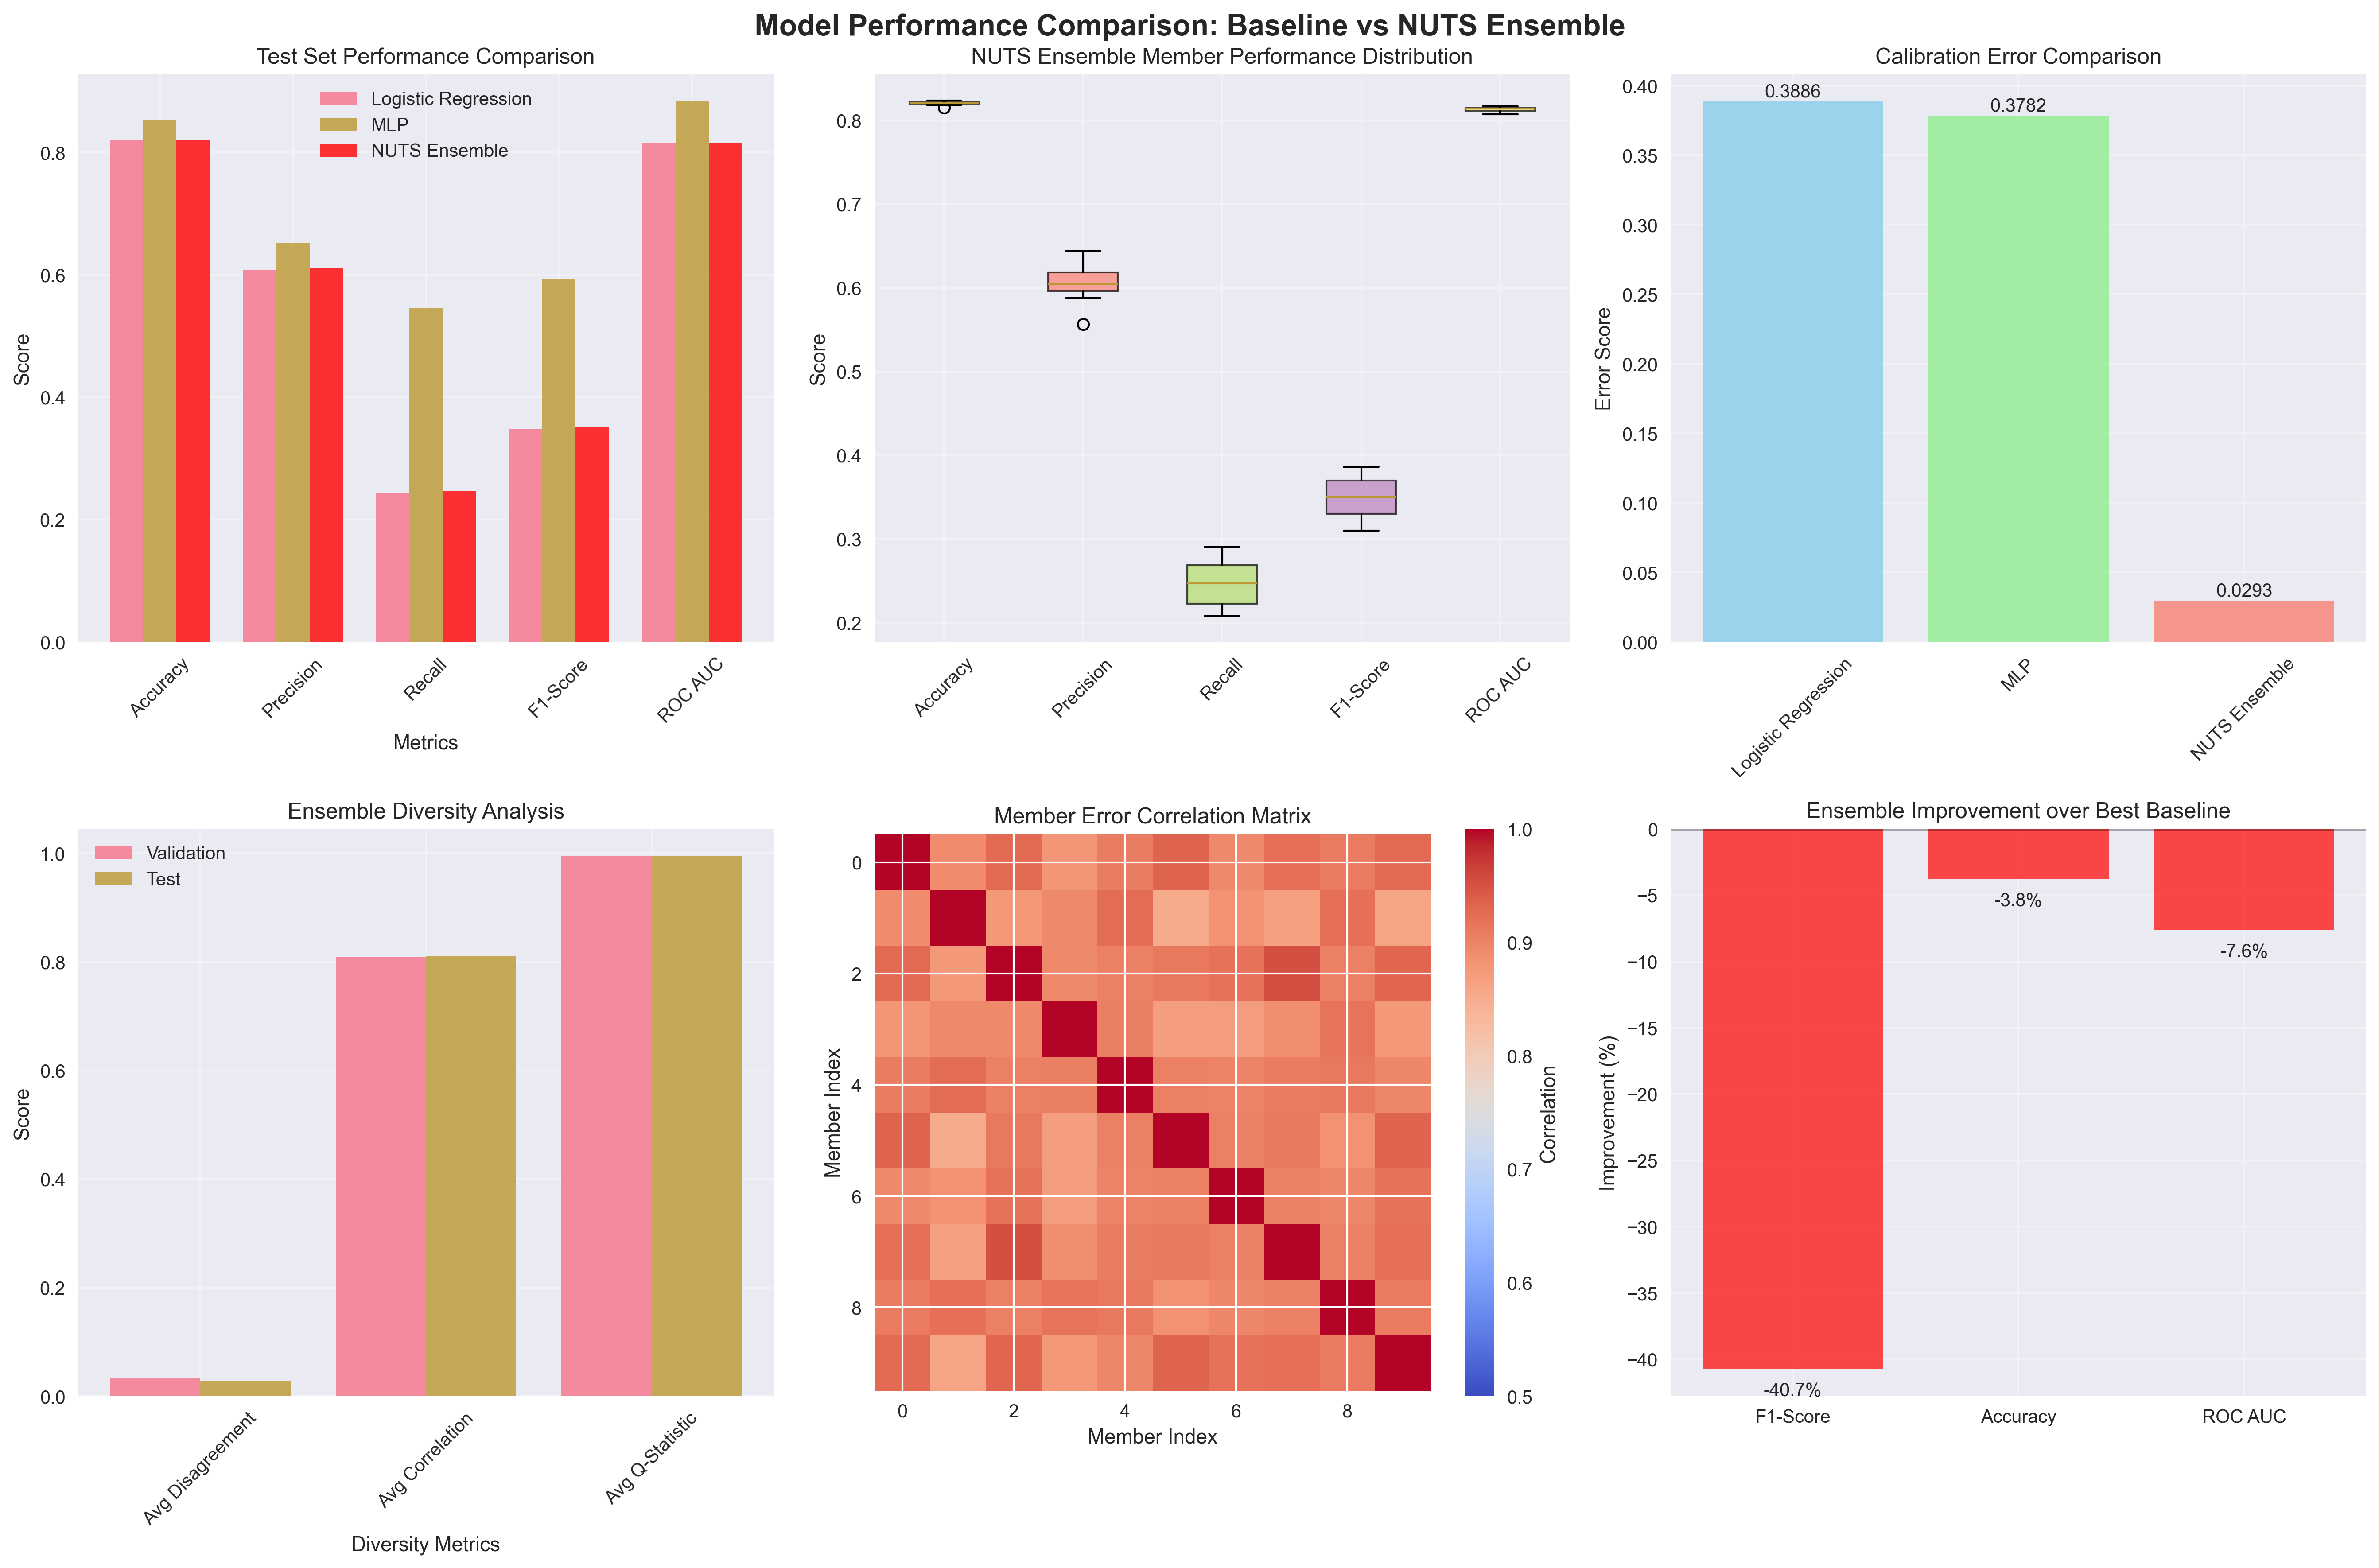 Model Performance Comparison: Baseline vs NUTS Ensemble
Test Set Performance Comparison
Logistic Regression
MLP
NUTS Ensemble
Score
0.8
0.6
0.4
0.2
0.0
Accuracy
Precision
Recall
F1-Score
ROC AUC
Metrics
NUTS Ensemble Member Performance Distribution
Score
0.8
0.7
0.6
0.5
0.4
0.3
0.2
Accuracy
Precision
Recall
F1-Score
ROC AUC
Calibration Error Comparison
Error Score
0.40
0.35
0.30
0.25
0.20
0.15
0.10
0.05
0.00
0.3886
0.3782
0.0293
Logistic Regression
MLP
NUTS Ensemble
Ensemble Diversity Analysis
Validation
Test
Score
1.0
0.8
0.6
0.4
0.2
0.0
Avg Disagreement
Avg Correlation
Avg Q-Statistic
Diversity Metrics
Member Error Correlation Matrix
Member Index
0
2
4
6
8
0 2 4 6 8
Member Index
1.0
0.9
0.8
0.7
0.6
0.5
Correlation
Ensemble Improvement over Best Baseline
Improvement (%)
0
−5
−10
−15
−20
−25
−30
−35
−40
-40.7%
-3.8%
-7.6%
F1-Score
Accuracy
ROC AUC